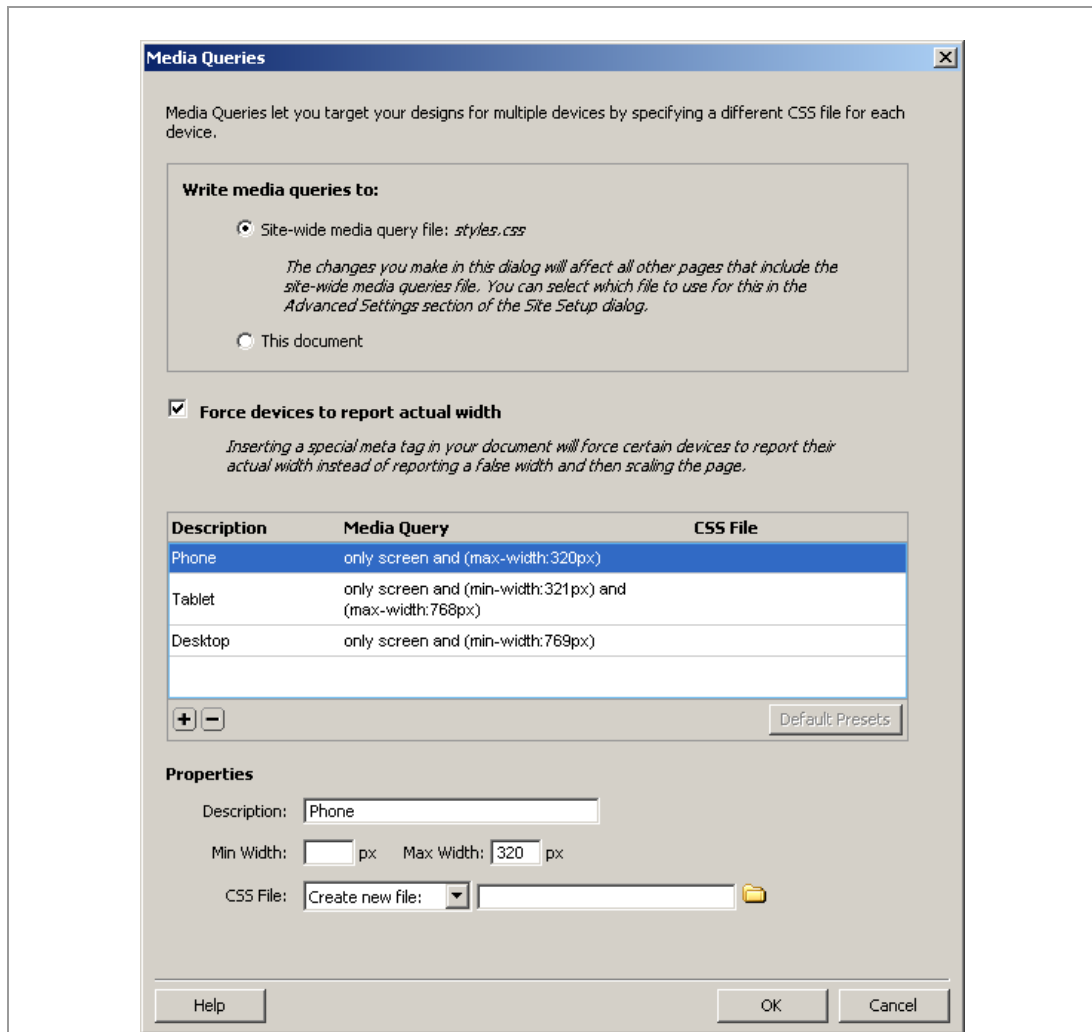 Media Queries
Media Queries let you target your designs for multiple devices by specifying a different CSS file for each
device.
Write media queries to:
Site-wide media query file: styles.css
The changes you make in this dialog will affect all other pages that include the
site-wide media queries file. You can select which file to use for this in the
Advanced Settings section of the Site Setup dialog.
This document
Force devices to report actual width
Inserting a special meta tag in your document will force certain devices to report their
actual width instead of reporting a false width and then scaling the page.
Description Media Query CSS File
Phone only screen and (max-width:320px)
Tablet only screen and (min-width:321px) and
(max-width:768px)
Desktop only screen and (min-width:769px)
Default Presets
Properties
Description: Phone
Min Width: px Max Width: 320 px
CSS File: Create new file:
Help OK Cancel